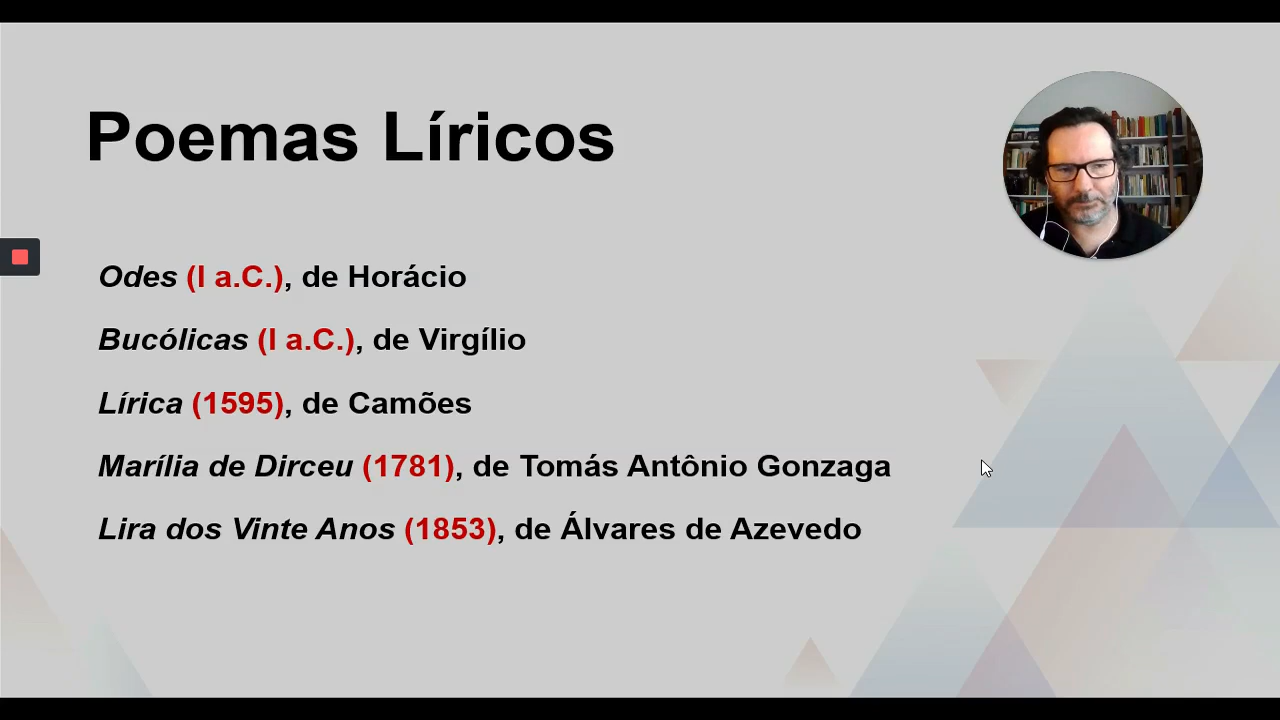 Poemas Líricos
Odes (I a.C.), de Horácio
Bucólicas (I a.C.), de Virgílio
Lírica (1595), de Camões
Marília de Dirceu (1781), de Tomás Antônio Gonzaga
Lira dos Vinte Anos (1853), de Álvares de Azevedo